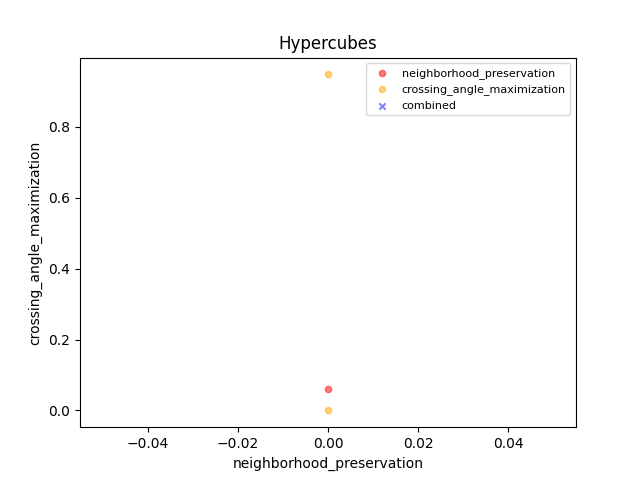 Hypercubes
neighborhood_preservation
crossing_angle_maximization
combined
crossing_angle_maximization
0.8
0.6
0.4
0.2
0.0
−0.04
−0.02
0.00
0.02
0.04
neighborhood_preservation